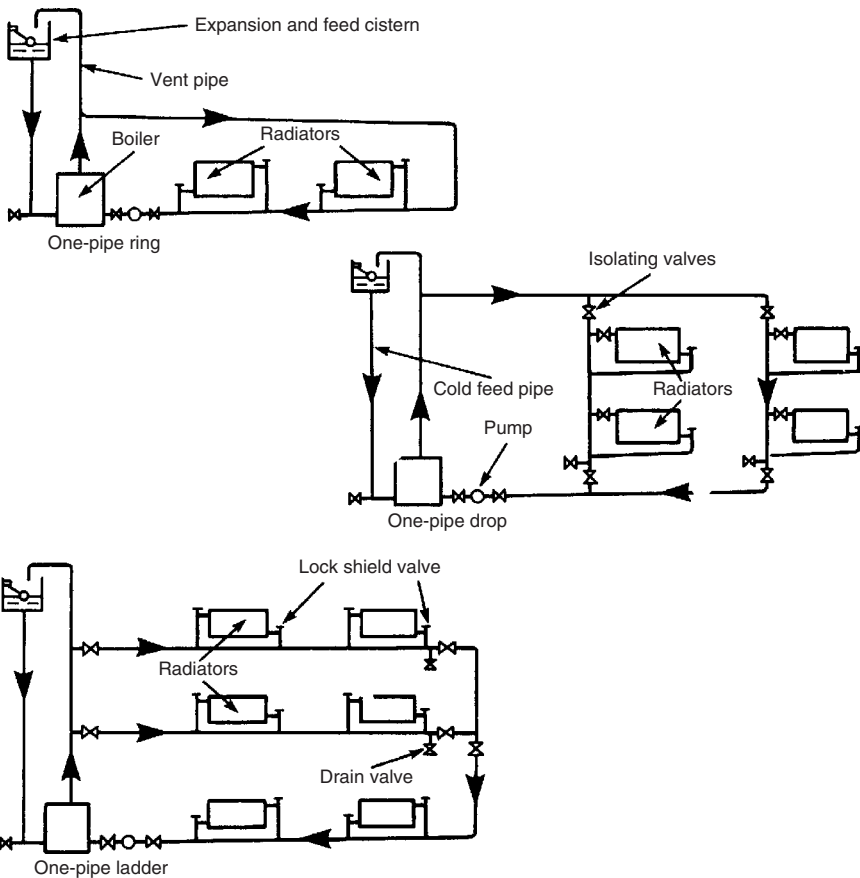 Expansion and feed cistern
Vent pipe
Boiler
Radiators
One-pipe ring
Isolating valves
Cold feed pipe
Radiators
Pump
One-pipe drop
Lock shield valve
Radiators
Drain valve
One-pipe ladder